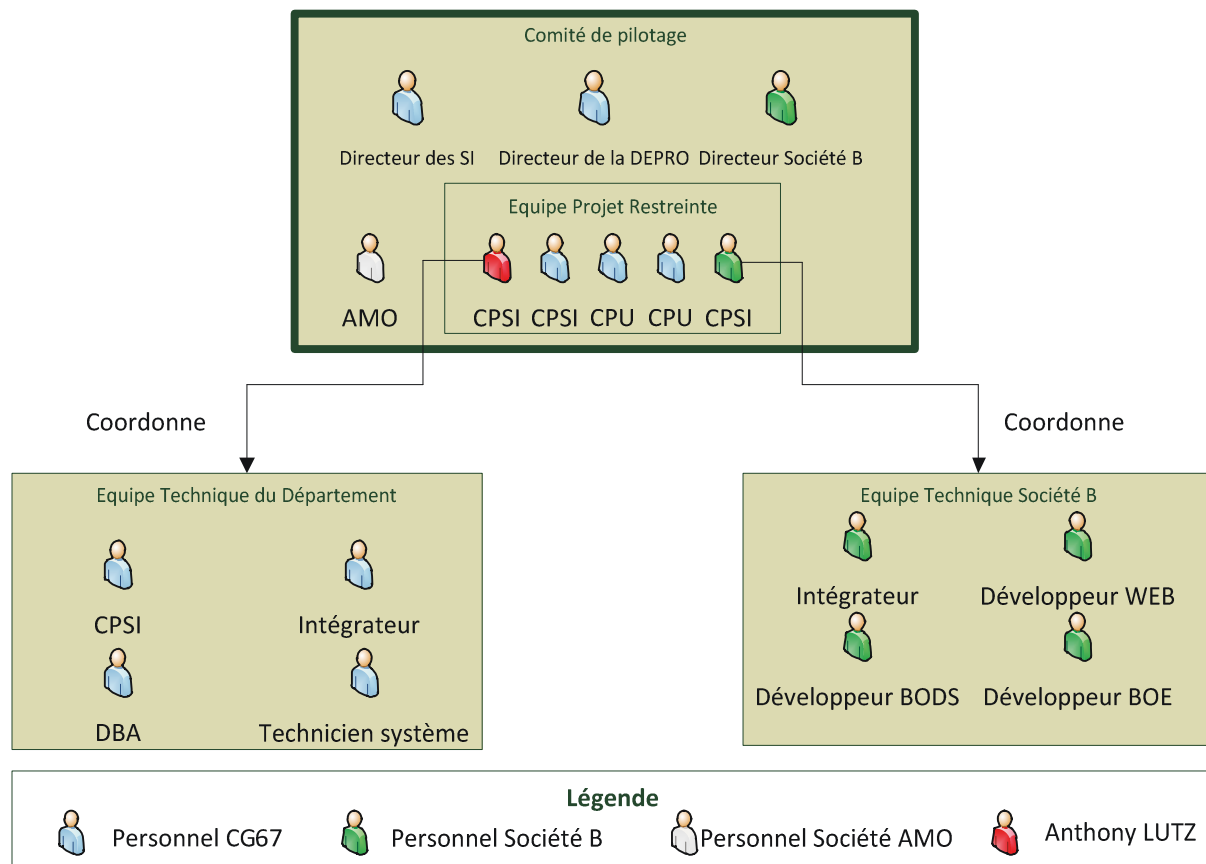 Comité de pilotage
Directeur des SI Directeur de la DEPRO Directeur Société B
Equipe Projet Restreinte
AMO CPSI CPSI CPU CPU CPSI
Coordonne Coordonne
Equipe Technique du Département
CPSI Intégrateur
DBA Technicien système
Equipe Technique Société B
Intégrateur Développeur WEB
Développeur BODS Développeur BOE
Légende
Personnel CG67 Personnel Société B Personnel Société AMO Anthony LUTZ